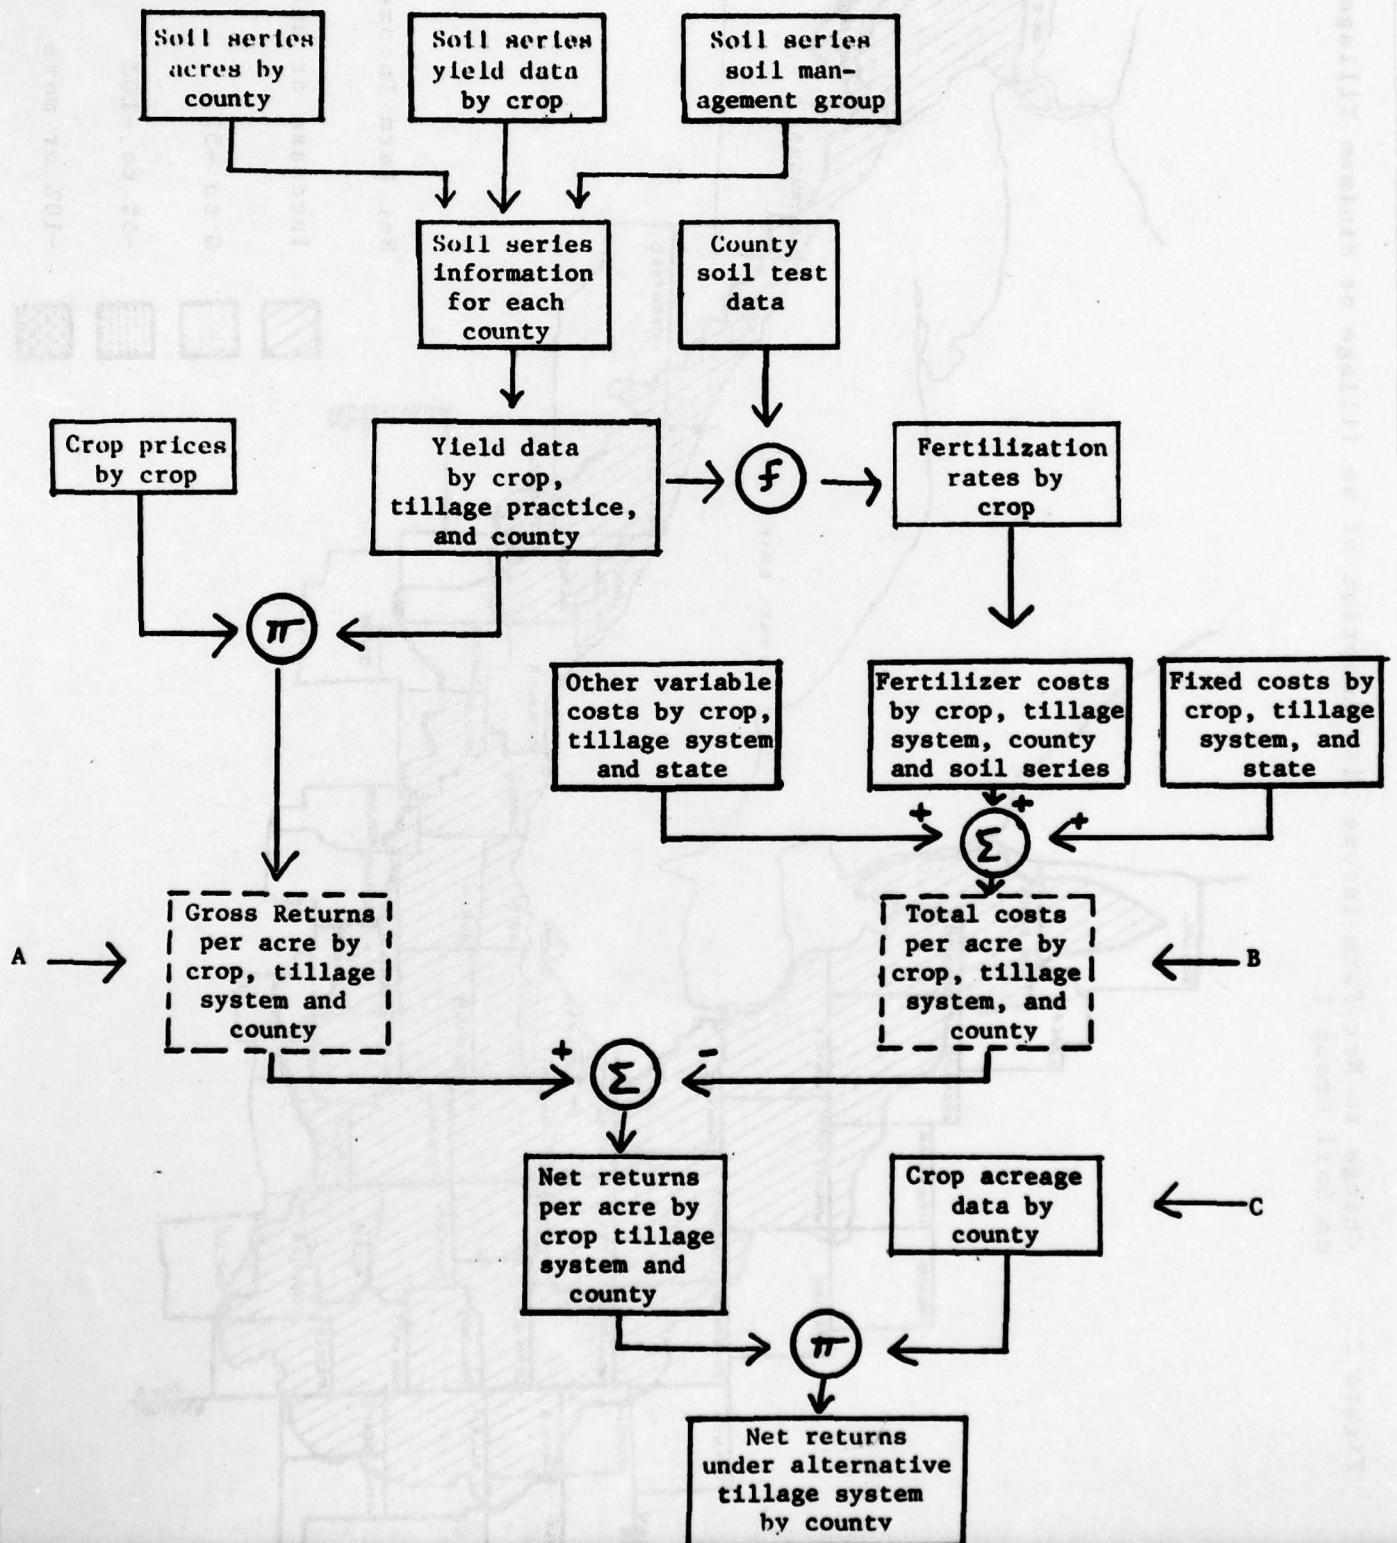 Soil series
acres by
county
Soil series
yield data
by crop
Soil series
soil man-
agement group
Soil series
information
for each
county
County
soil test
data
Crop prices
by crop
Yield data
by crop,
tillage practice,
and county
f
Fertilization
rates by
crop
π
Other variable
costs by crop,
tillage system
and state
Fertilizer costs
by crop, tillage
system, county
and soil series
Fixed costs by
crop, tillage
system, and
state
+ + +
Σ
A
Gross Returns
per acre by
crop, tillage
system and
county
Total costs
per acre by
crop, tillage
system, and
county
B
+ -
Σ
Net returns
per acre by
crop tillage
system and
county
Crop acreage
data by
county
C
π
Net returns
under alternative
tillage system
by county